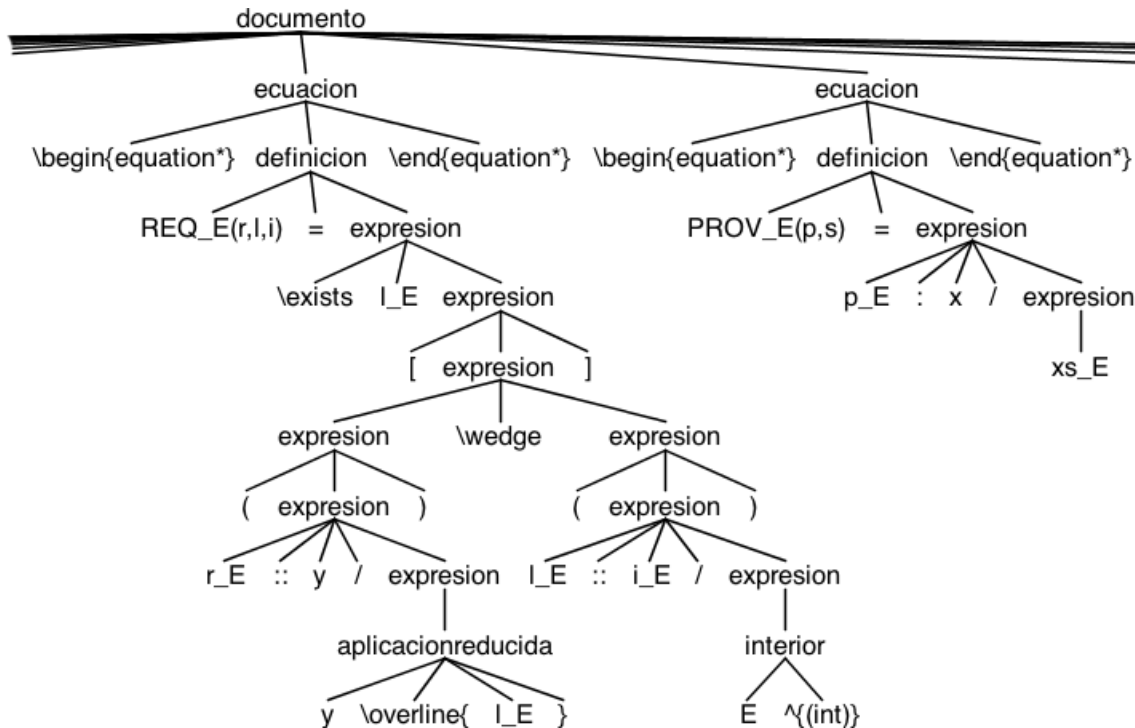 documento
ecuacion ecuacion
\begin{equation*} definicion \end{equation*} \begin{equation*} definicion \end{equation*}
REQ_E(r,l,i) = expresion PROV_E(p,s) = expresion
\exists l_E expresion p_E : x / expresion
[ expresion ] xs_E
expresion \wedge expresion
( expresion ) ( expresion )
r_E :: y / expresion l_E :: i_E / expresion
aplicacionreducida interior
y \overline{ l_E } E ^{(int)}